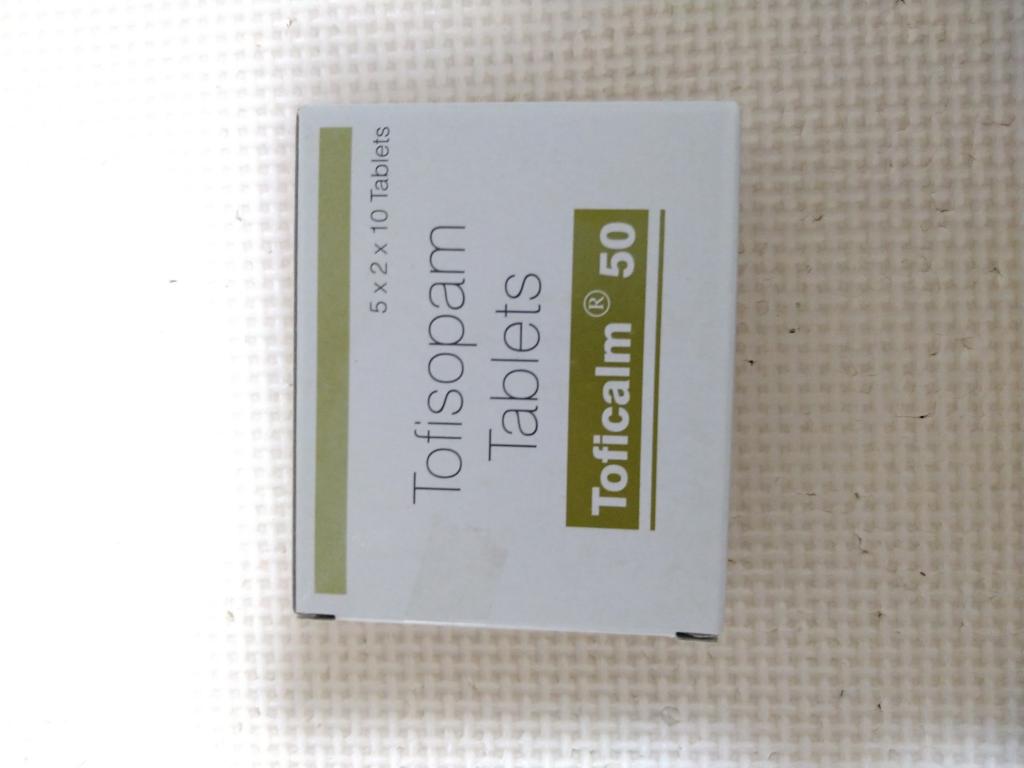 5 x 2 x 10 Tablets
Tofisopam
Tablets
Toficalm® 50